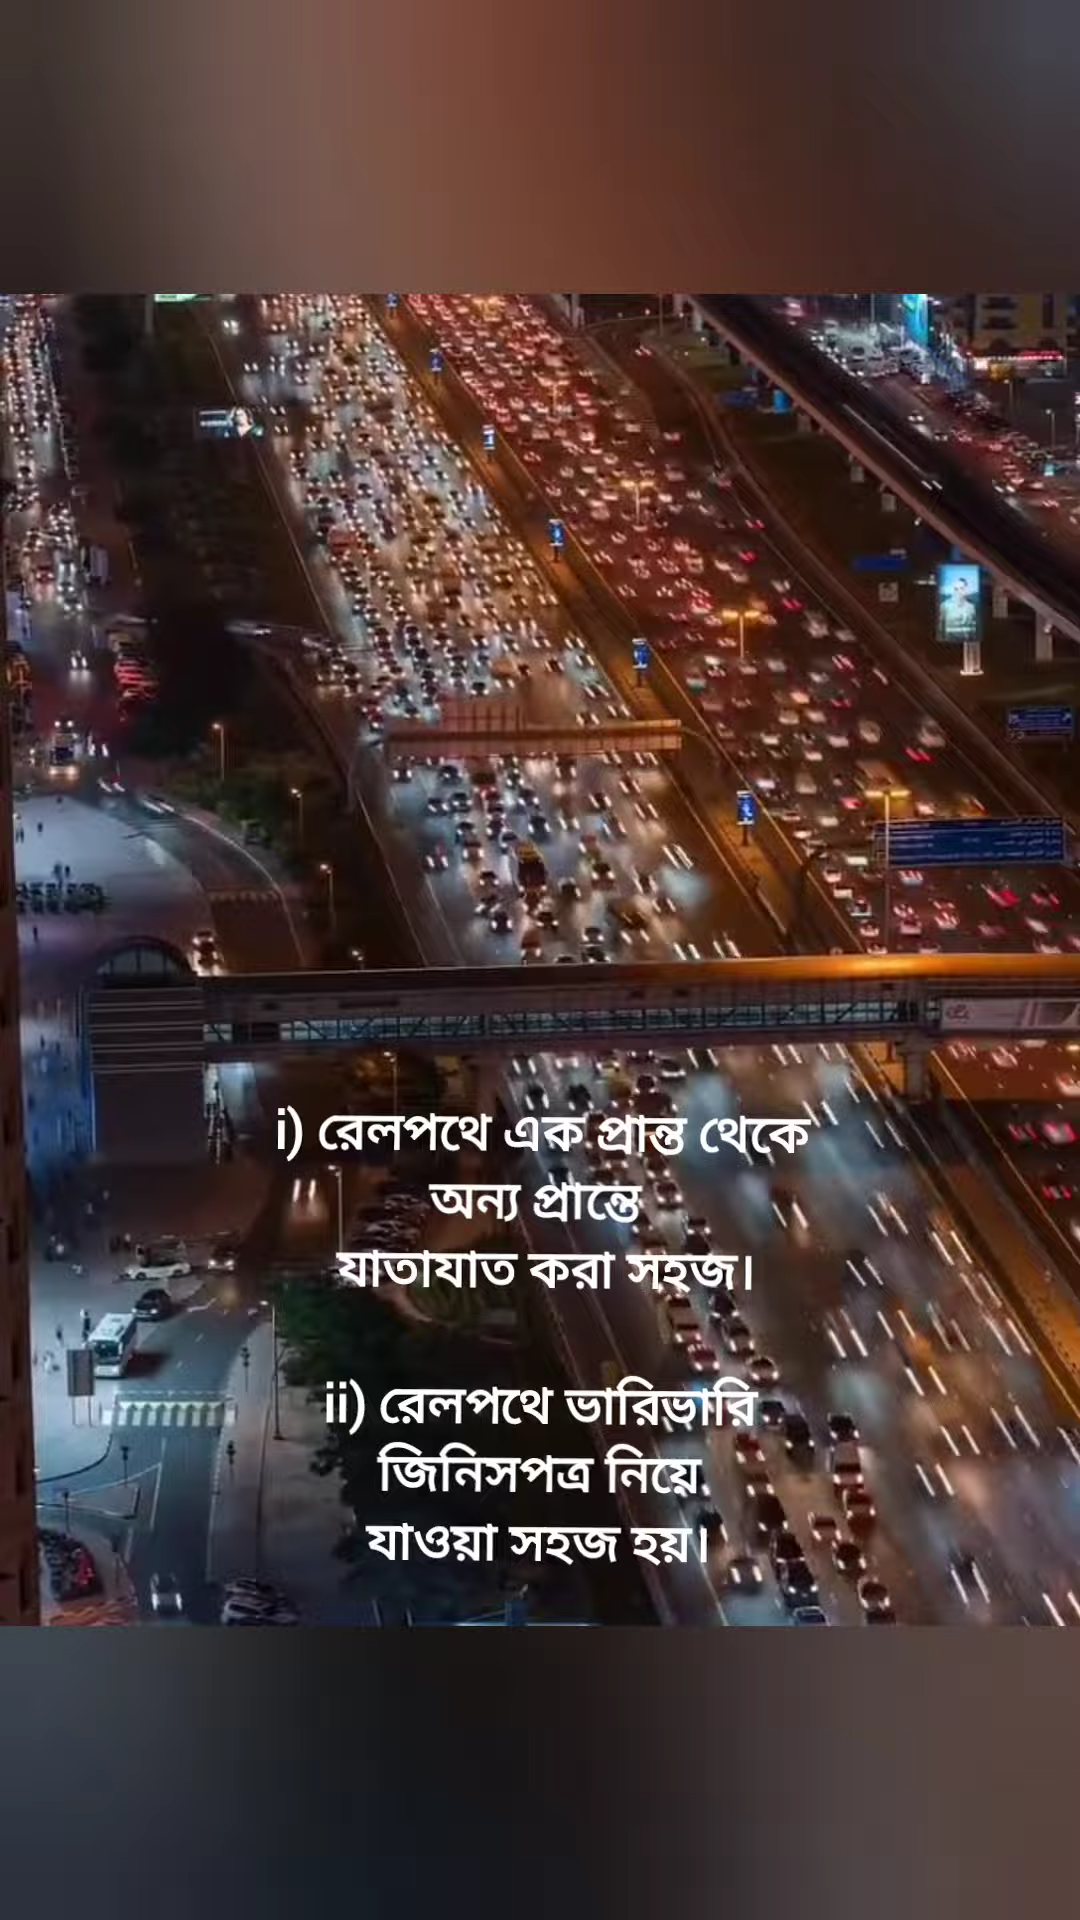 i) রেলপথে এক প্রান্ত থেকে
অন্য প্রান্তে
যাতাযাত করা সহজ।
ii) রেলপথে ভারিভারি
জিনিসপত্র নিয়ে
যাওয়া সহজ হয়।